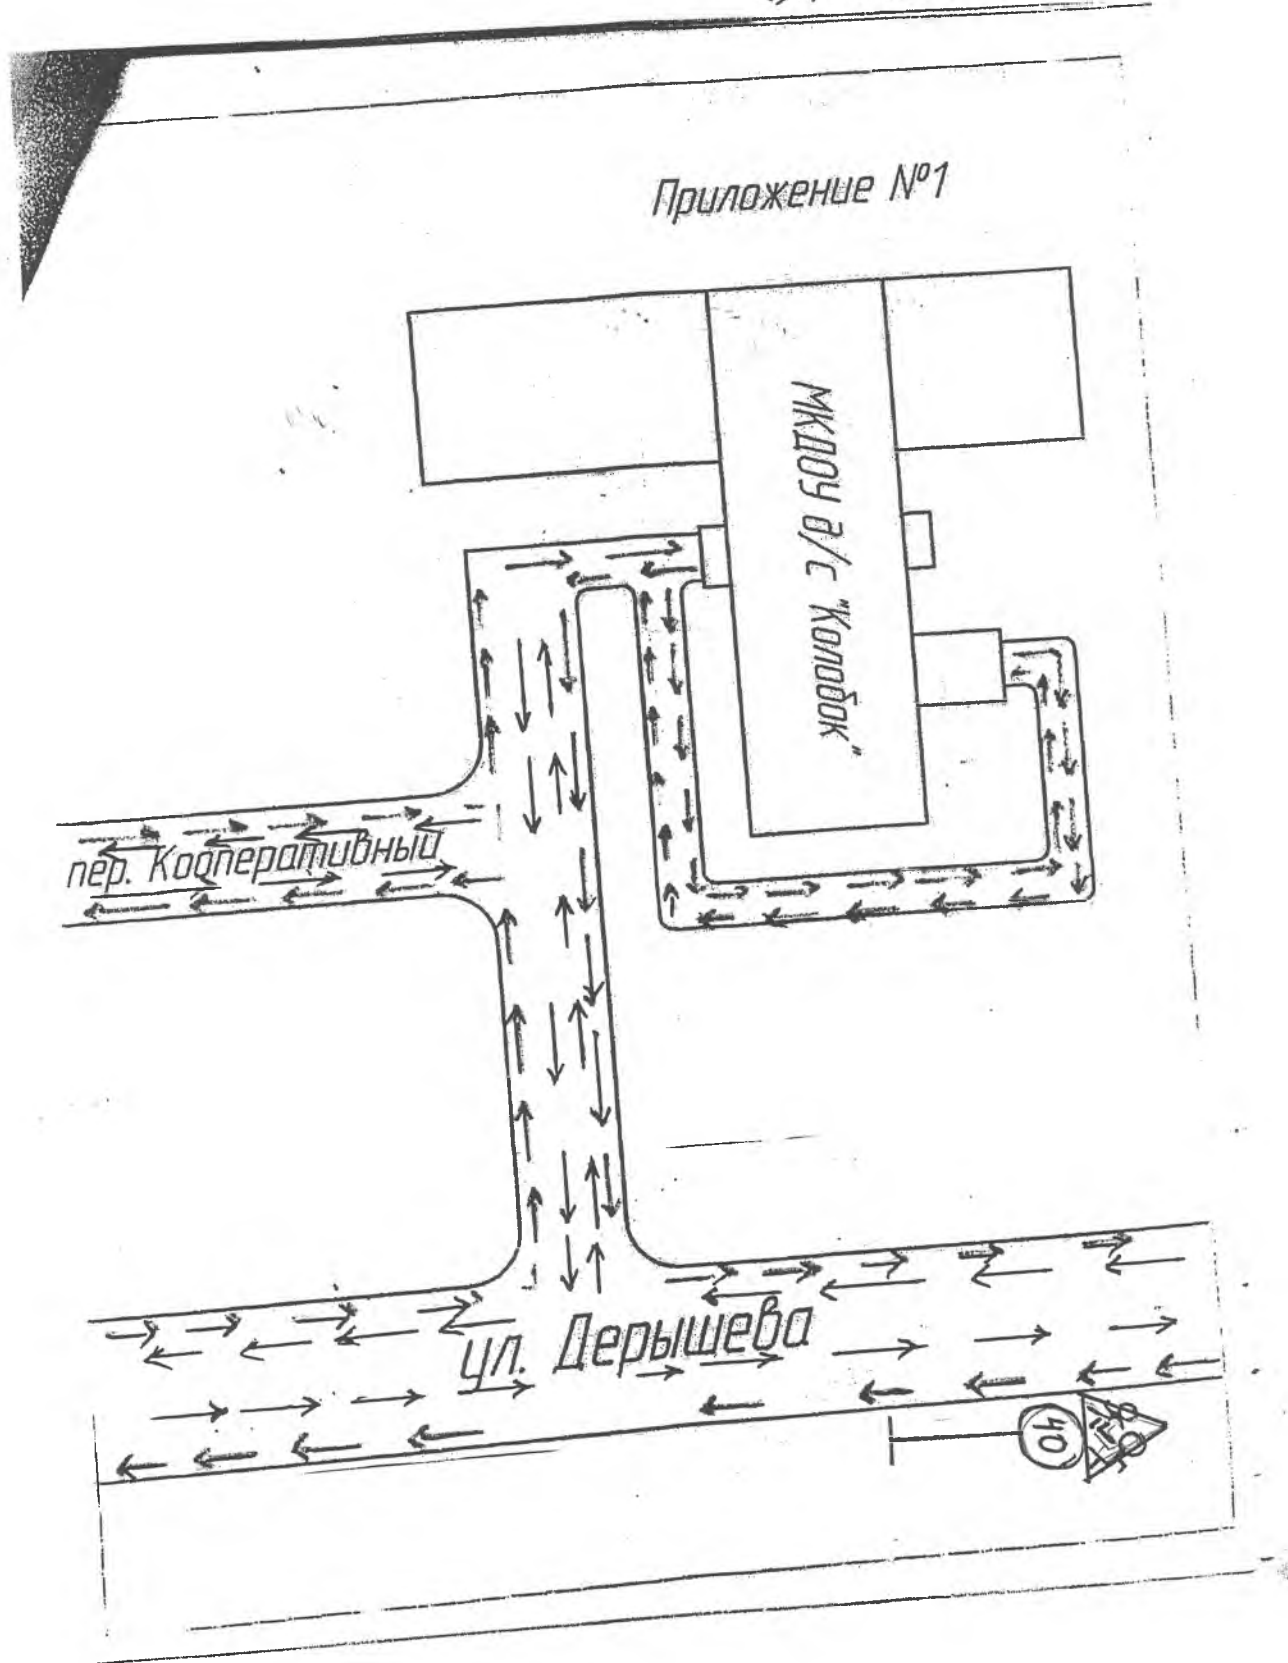 Приложение №1
МКДОУ д/с "Колобок"
пер. Кооперативный
ул. Дерышева
40